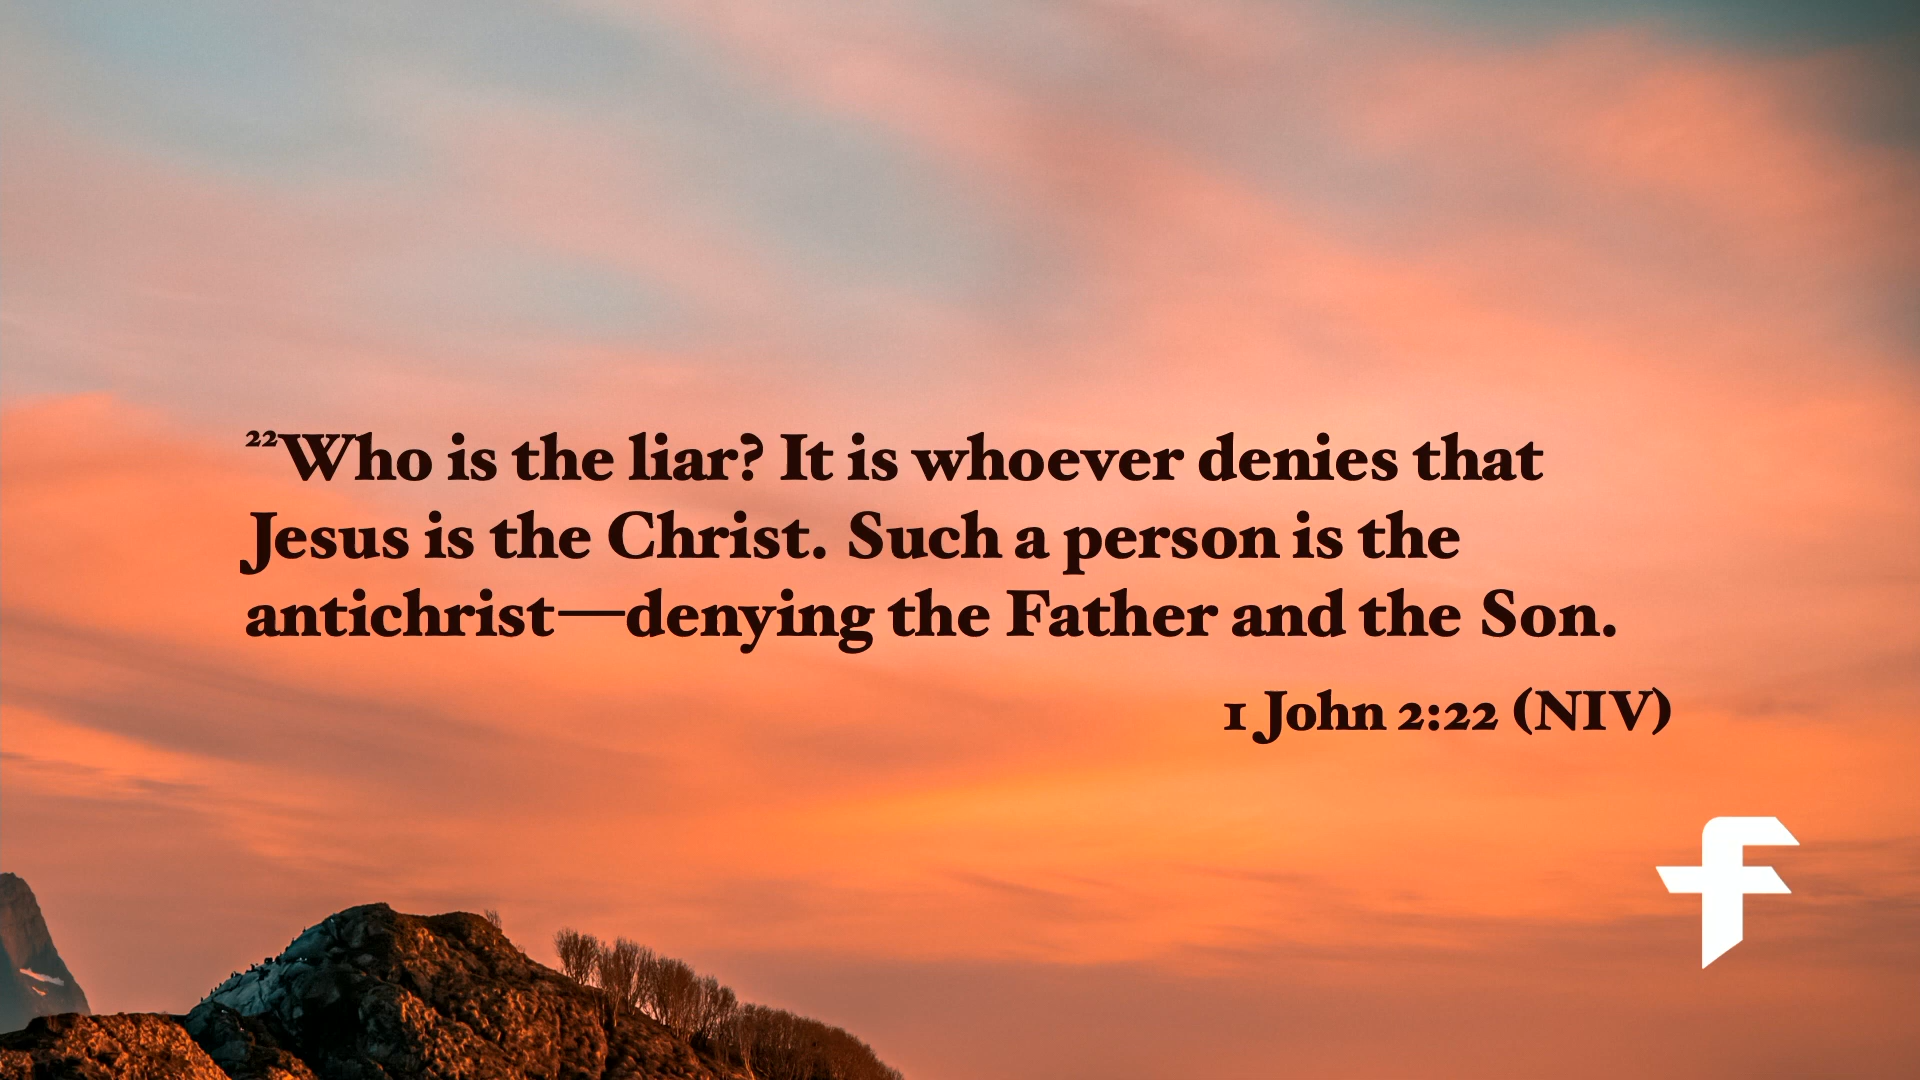 ²²Who is the liar? It is whoever denies that
Jesus is the Christ. Such a person is the
antichrist—denying the Father and the Son.
1 John 2:22 (NIV)